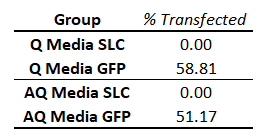 Group % Transfected
Q Media SLC 0.00
Q Media GFP 58.81
AQ Media SLC 0.00
AQ Media GFP 51.17